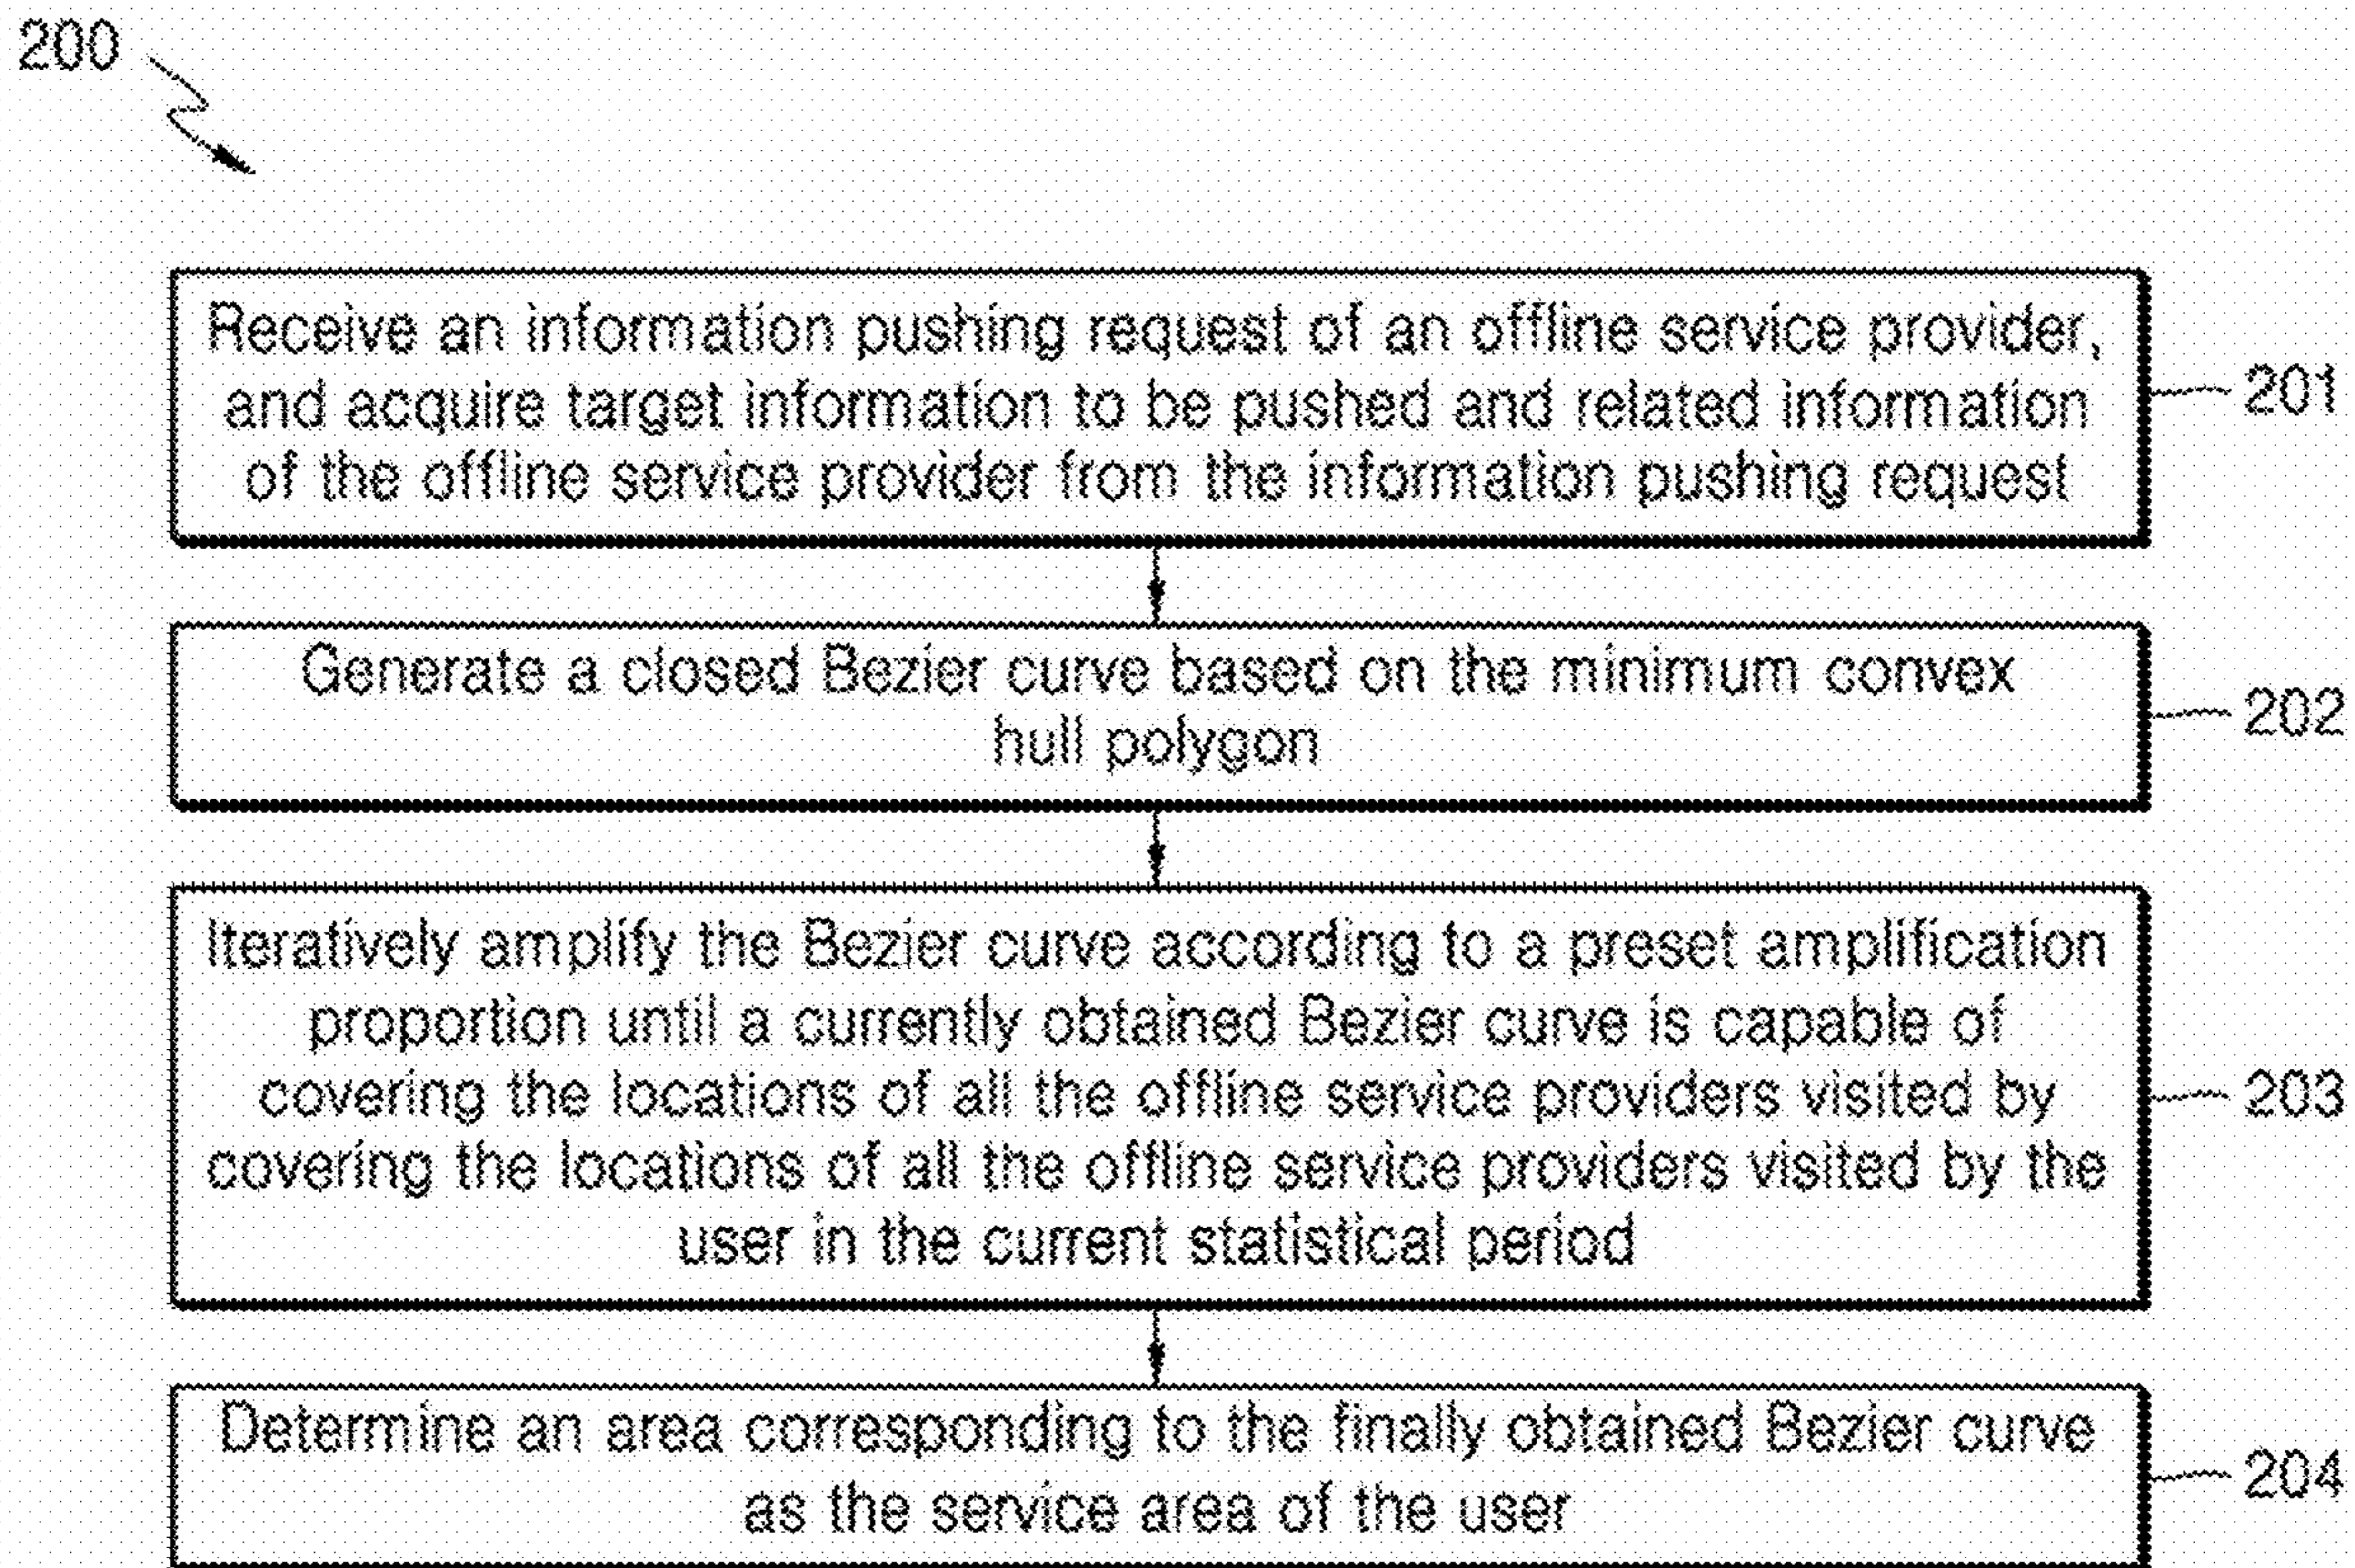 200
Receive an information pushing request of an offline service provider,
and acquire target information to be pushed and related information
of the offline service provider from the information pushing request
201
Generate a closed Bezier curve based on the minimum convex
hull polygon
202
Iteratively amplify the Bezier curve according to a preset amplification
proportion until a currently obtained Bezier curve is capable of
covering the locations of all the offline service providers visited by
covering the locations of all the offline service providers visited by the
user in the current statistical period
203
Determine an area corresponding to the finally obtained Bezier curve
as the service area of the user
204